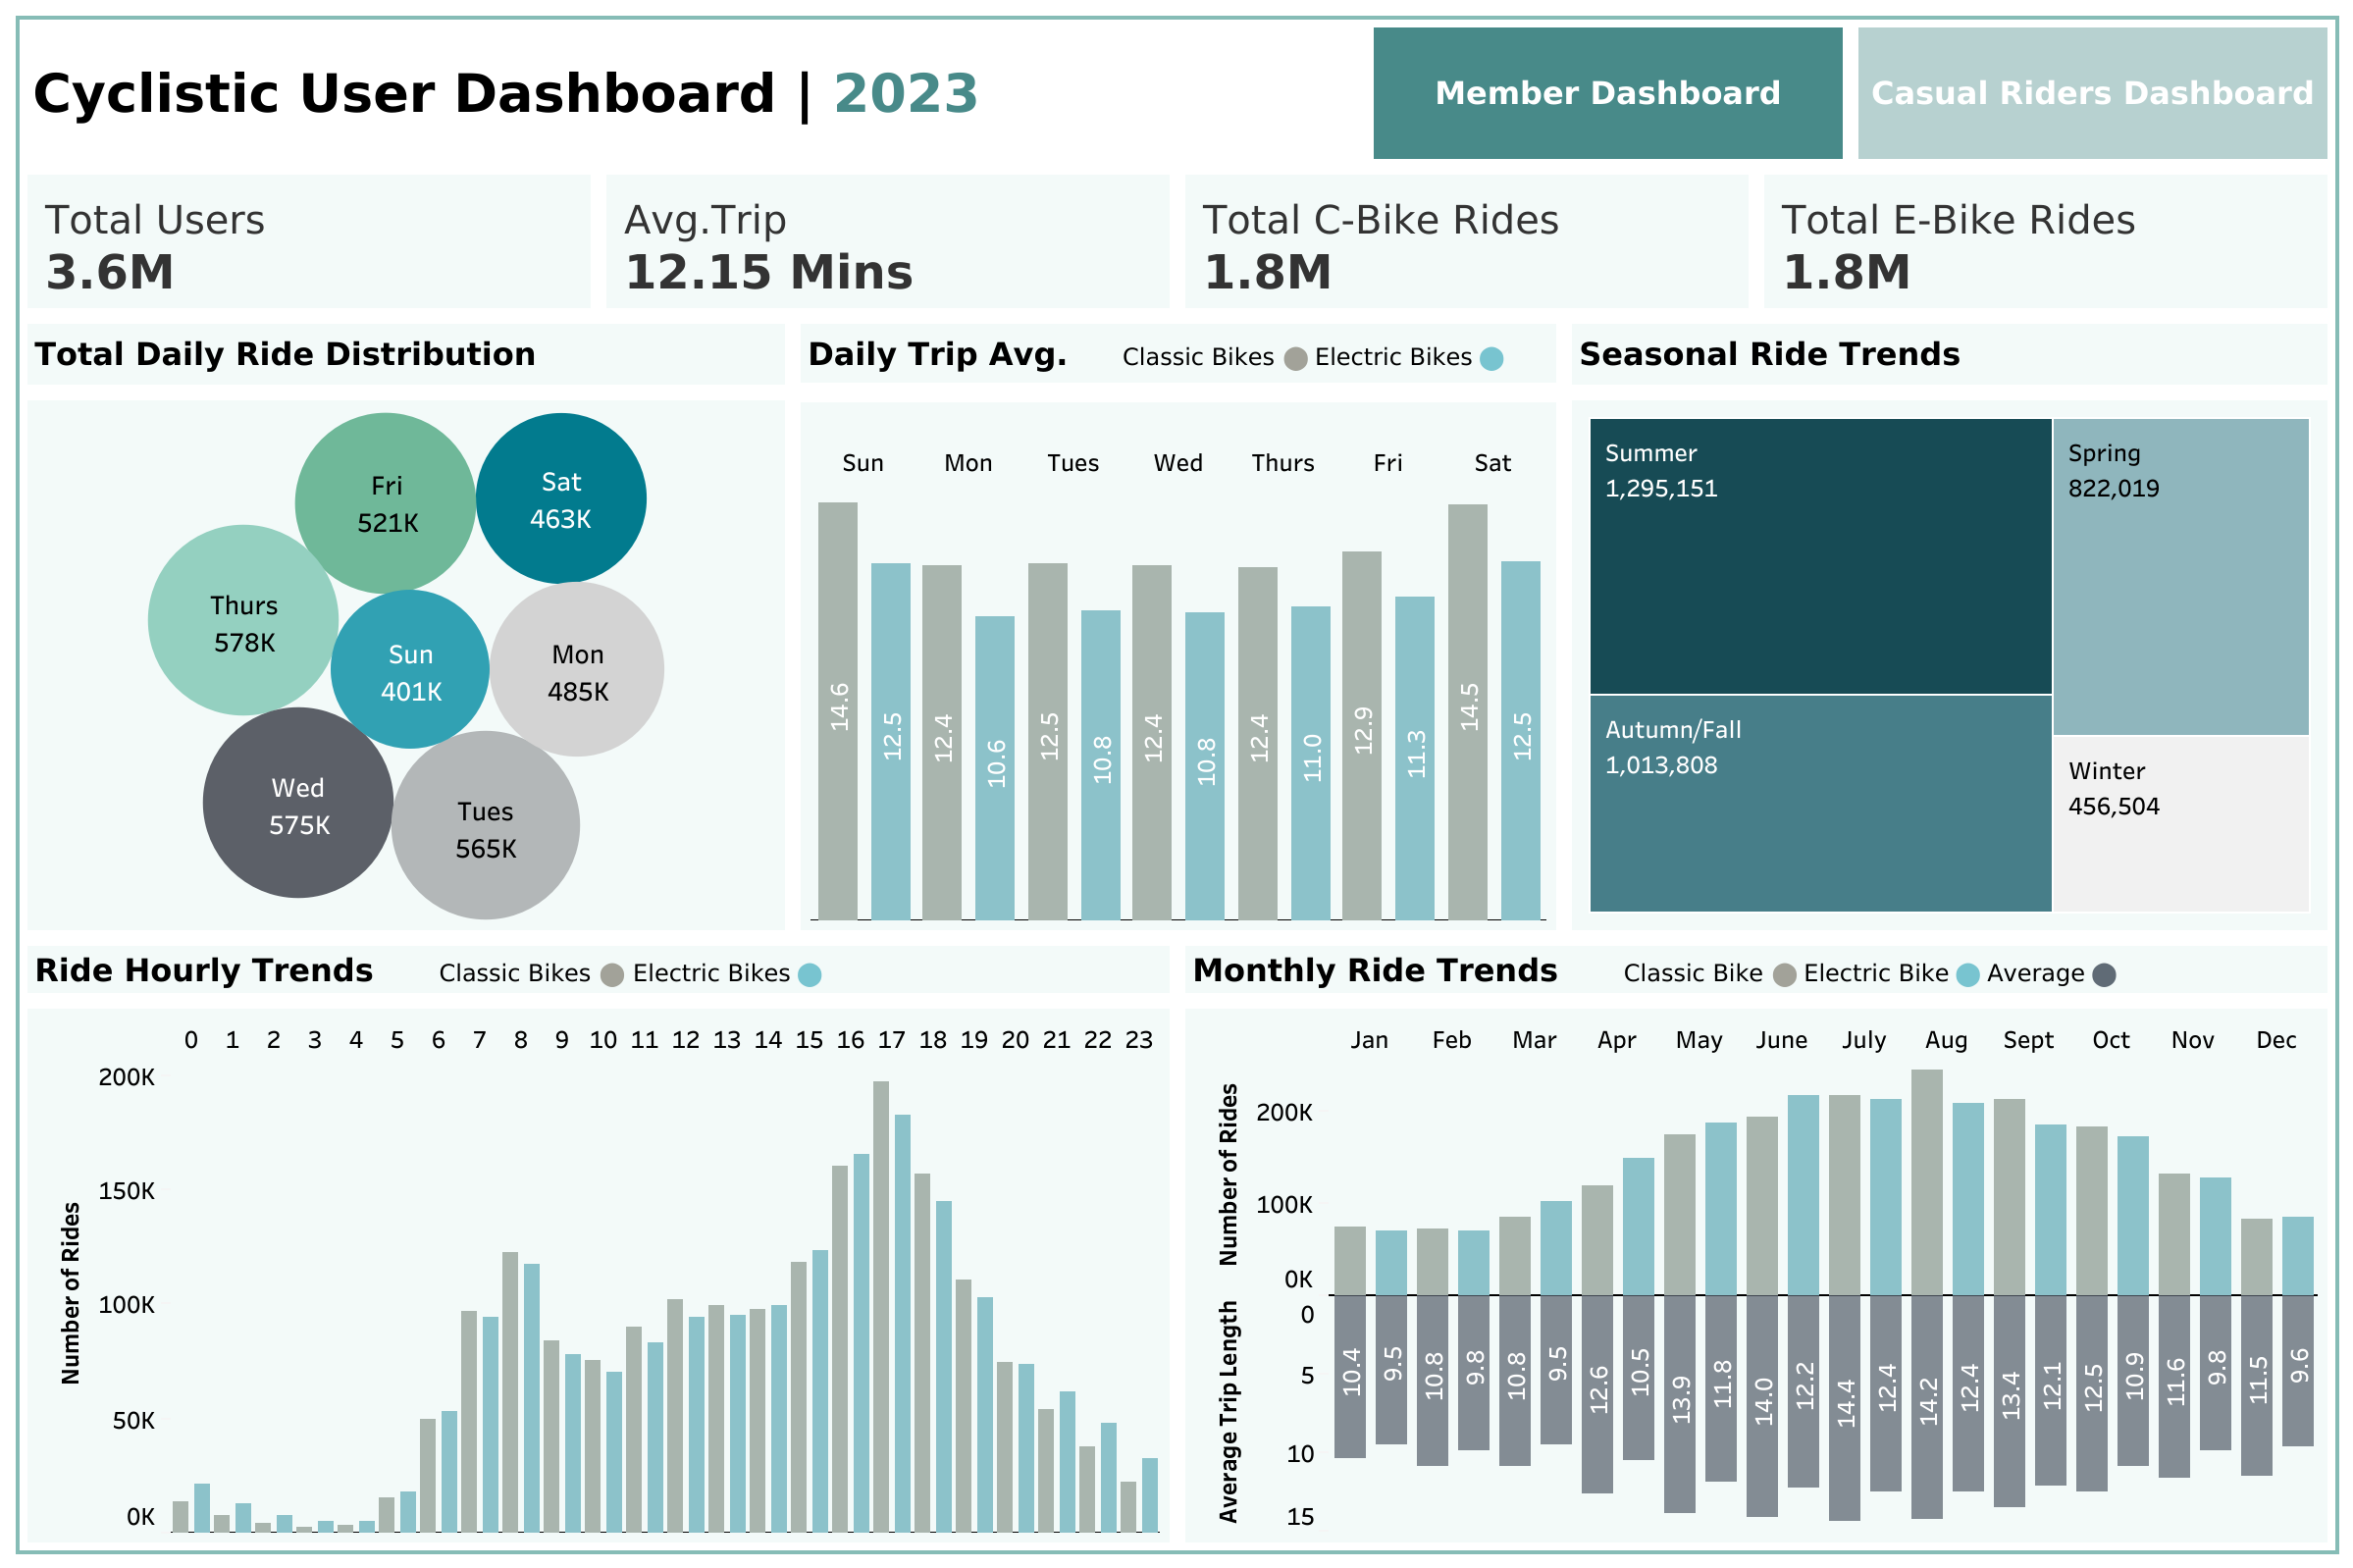 Cyclistic User Dashboard | 2023
Member Dashboard
Casual Riders Dashboard
Total Users
3.6M
Avg.Trip
12.15 Mins
Total C-Bike Rides
1.8M
Total E-Bike Rides
1.8M
Total Daily Ride Distribution
Fri
521K
Sat
463K
Thurs
578K
Sun
401K
Mon
485K
Wed
575K
Tues
565K
Daily Trip Avg.
Classic Bikes Electric Bikes
Sun Mon Tues Wed Thurs Fri Sat
14.6 12.5 12.4 10.6 12.5 10.8 12.4 10.8 12.4 11.0 12.9 11.3 14.5 12.5
Seasonal Ride Trends
Summer
1,295,151
Spring
822,019
Autumn/Fall
1,013,808
Winter
456,504
Ride Hourly Trends
Classic Bikes Electric Bikes
0 1 2 3 4 5 6 7 8 9 10 11 12 13 14 15 16 17 18 19 20 21 22 23
Number of Rides
200K
150K
100K
50K
0K
Monthly Ride Trends
Classic Bike Electric Bike Average
Jan Feb Mar Apr May June July Aug Sept Oct Nov Dec
Number of Rides
200K
100K
0K
Average Trip Length
0
5
10
15
10.4 9.5 10.8 9.8 10.8 9.5 12.6 10.5 13.9 11.8 14.0 12.2 14.4 12.4 14.2 12.4 13.4 12.1 12.5 10.9 11.6 9.8 11.5 9.6